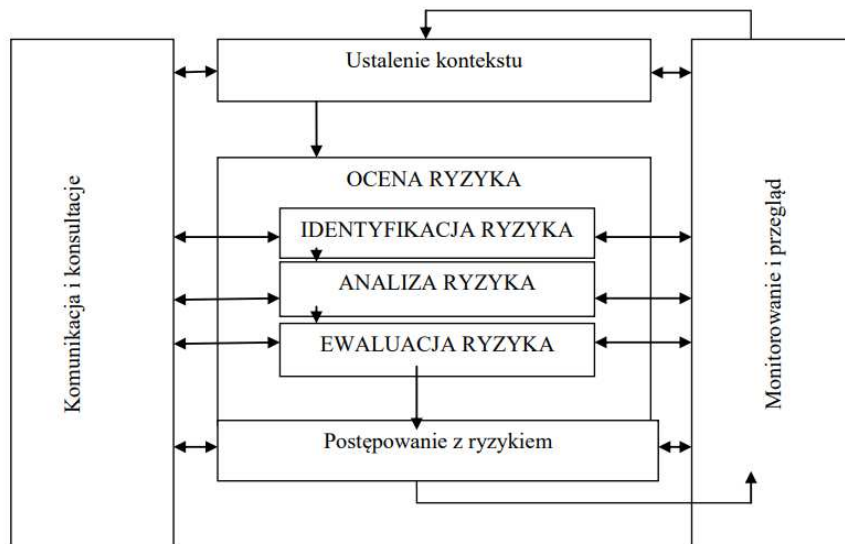 Komunikacja i konsultacje
Ustalenie kontekstu
OCENA RYZYKA
IDENTYFIKACJA RYZYKA
ANALIZA RYZYKA
EWALUACJA RYZYKA
Postępowanie z ryzykiem
Monitorowanie i przegląd